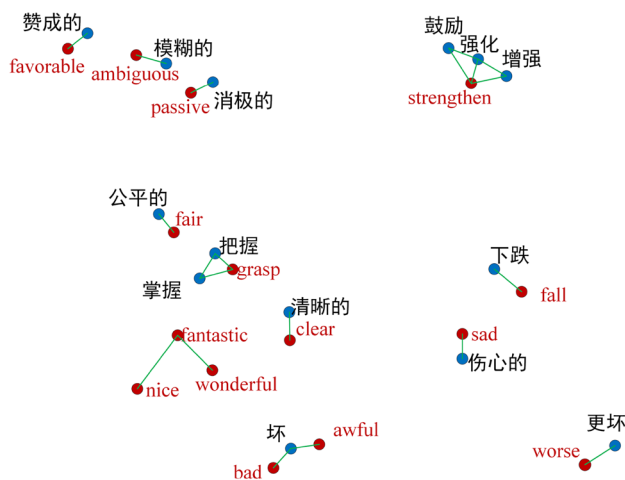 赞成的
favorable
模糊的
ambiguous
消极的
passive
鼓励
强化
增强
strengthen
公平的
fair
把握
grasp
掌握
清晰的
clear
下跌
fall
fantastic
nice
wonderful
sad
伤心的
坏
awful
bad
更坏
worse